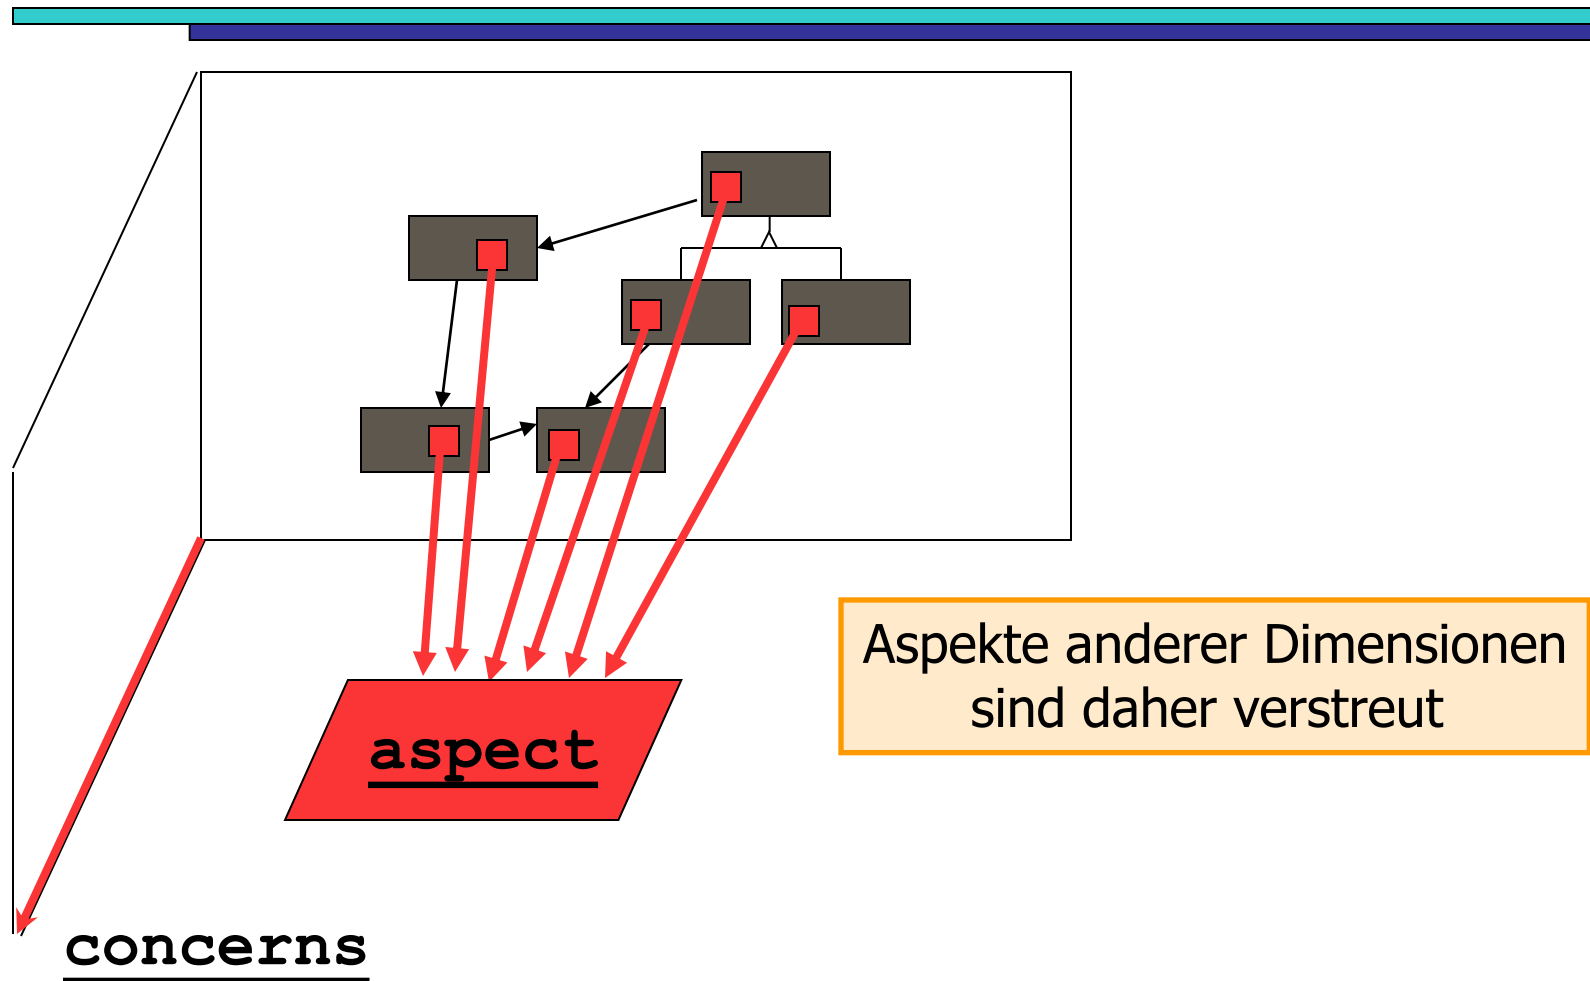 Aspekte anderer Dimensionen
sind daher verstreut
aspect
concerns